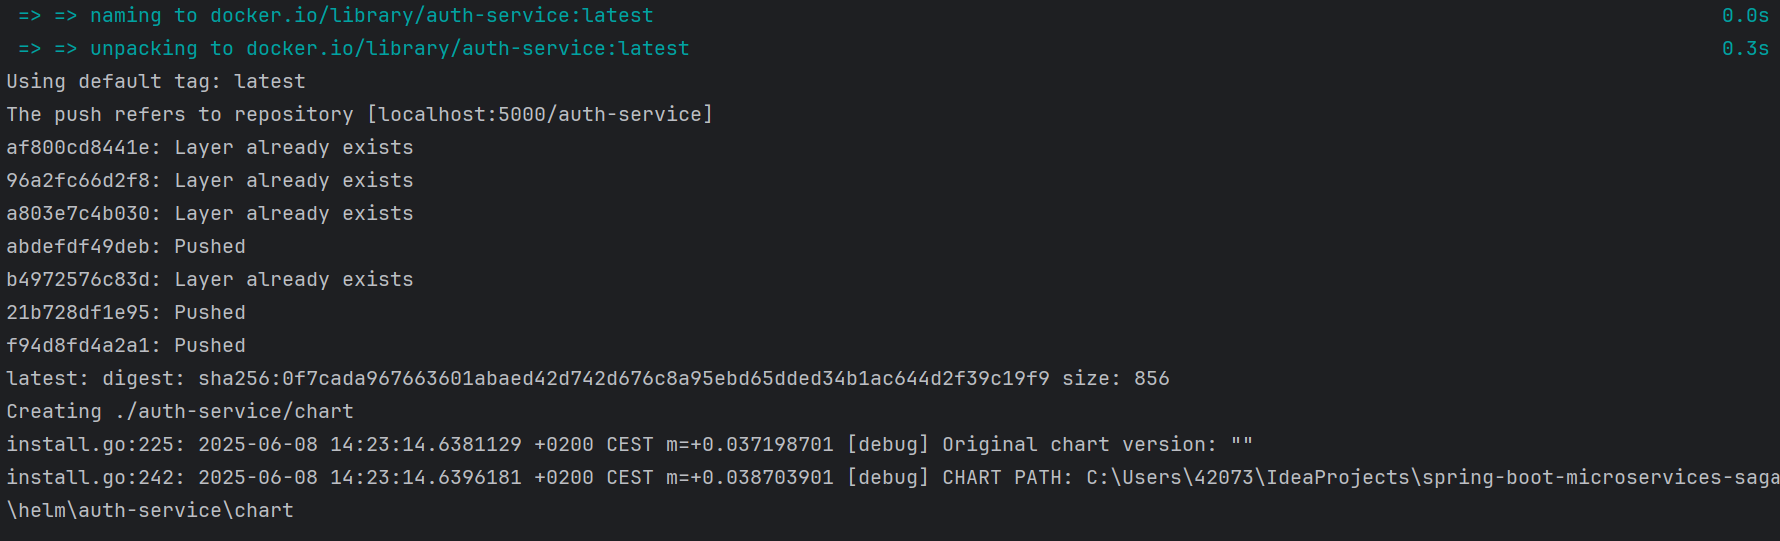 => => naming to docker.io/library/auth-service:latest 0.0s
=> => unpacking to docker.io/library/auth-service:latest 0.3s
Using default tag: latest
The push refers to repository [localhost:5000/auth-service]
af800cd8441e: Layer already exists
96a2fc66d2f8: Layer already exists
a803e7c4b030: Layer already exists
abdefdf49deb: Pushed
b4972576c83d: Layer already exists
21b728df1e95: Pushed
f94d8fd4a2a1: Pushed
latest: digest: sha256:0f7cada967663601abaed42d742d676c8a95ebd65dded34b1ac644d2f39c19f9 size: 856
Creating ./auth-service/chart
install.go:225: 2025-06-08 14:23:14.6381129 +0200 CEST m=+0.037198701 [debug] Original chart version: ""
install.go:242: 2025-06-08 14:23:14.6396181 +0200 CEST m=+0.038703901 [debug] CHART PATH: C:\Users\42073\IdeaProjects\spring-boot-microservices-saga
\helm\auth-service\chart